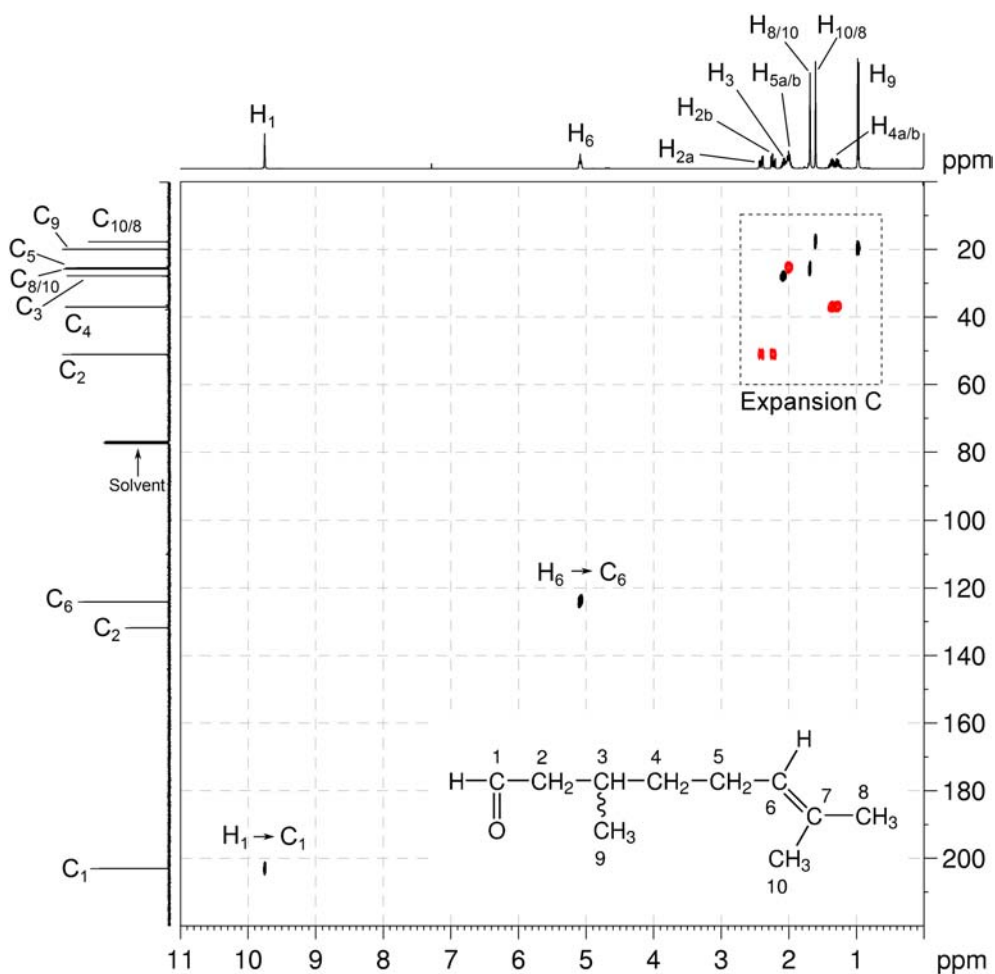 H8/10
H10/8
H3
H5a/b
H9
H2b
H1
H6
H4a/b
H2a
ppm
C9
C10/8
C5
C8/10
C3
C4
C2
Solvent
C6
C2
C1
20
40
60
80
100
120
140
160
180
200
Expansion C
H6 → C6
H1 → C1
H
1 2 3 4 5
H C CH2 CH CH2 CH2
6 7 8
O CH3 CH3
9 H3C
10
11 10 9 8 7 6 5 4 3 2 1 ppm